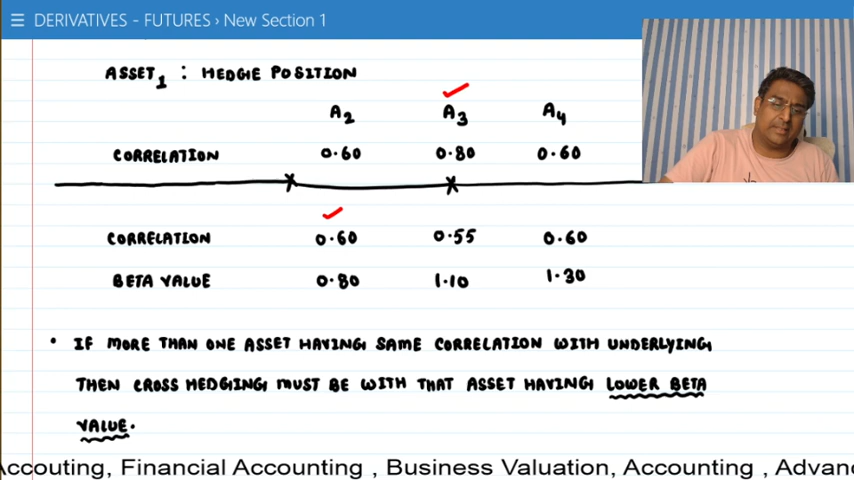 ☰ DERIVATIVES - FUTURES › New Section 1
ASSET1 : HEDGE POSITION
A2 A3 A4
CORRELATION 0.60 0.80 0.60
CORRELATION 0.60 0.55 0.60
BETA VALUE 0.80 1.10 1.30
• IF MORE THAN ONE ASSET HAVING SAME CORRELATION WITH UNDERLYING,
THEN CROSS HEDGING MUST BE WITH THAT ASSET HAVING LOWER BETA
VALUE.
Accouting, Financial Accounting , Business Valuation, Accounting , Advan